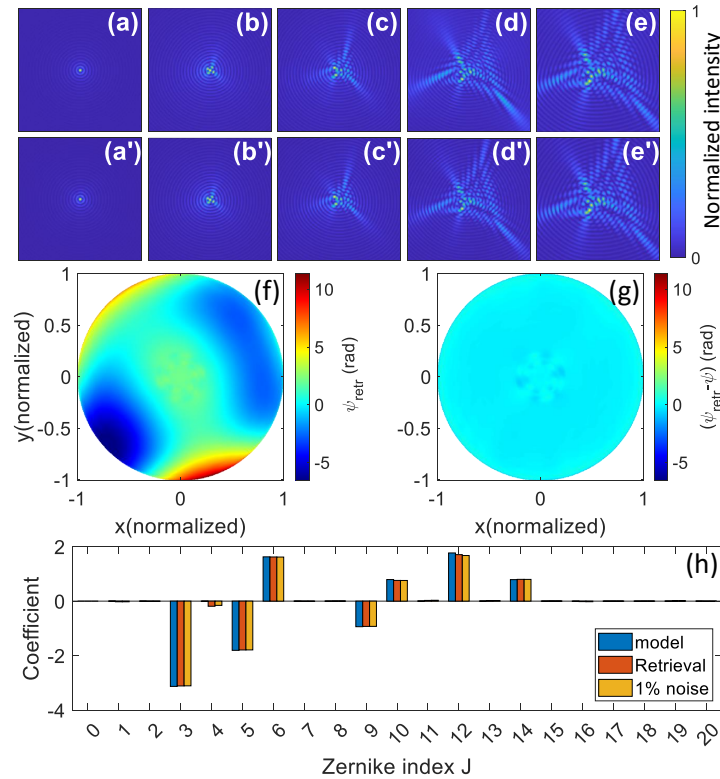 (a) (b) (c) (d) (e)
1
(a') (b') (c') (d') (e')
0
Normalized intensity
(f)
1
0.5
0
-0.5
-1
y(normalized)
-1 0 1
x(normalized)
10
5
0
-5
ψretr (rad)
(g)
-1 0 1
x(normalized)
10
5
0
-5
(ψretr-ψ) (rad)
(h)
2
0
-2
-4
Coefficient
model
Retrieval
1% noise
0 1 2 3 4 5 6 7 8 9 10 11 12 13 14 15 16 17 18 19 20
Zernike index J